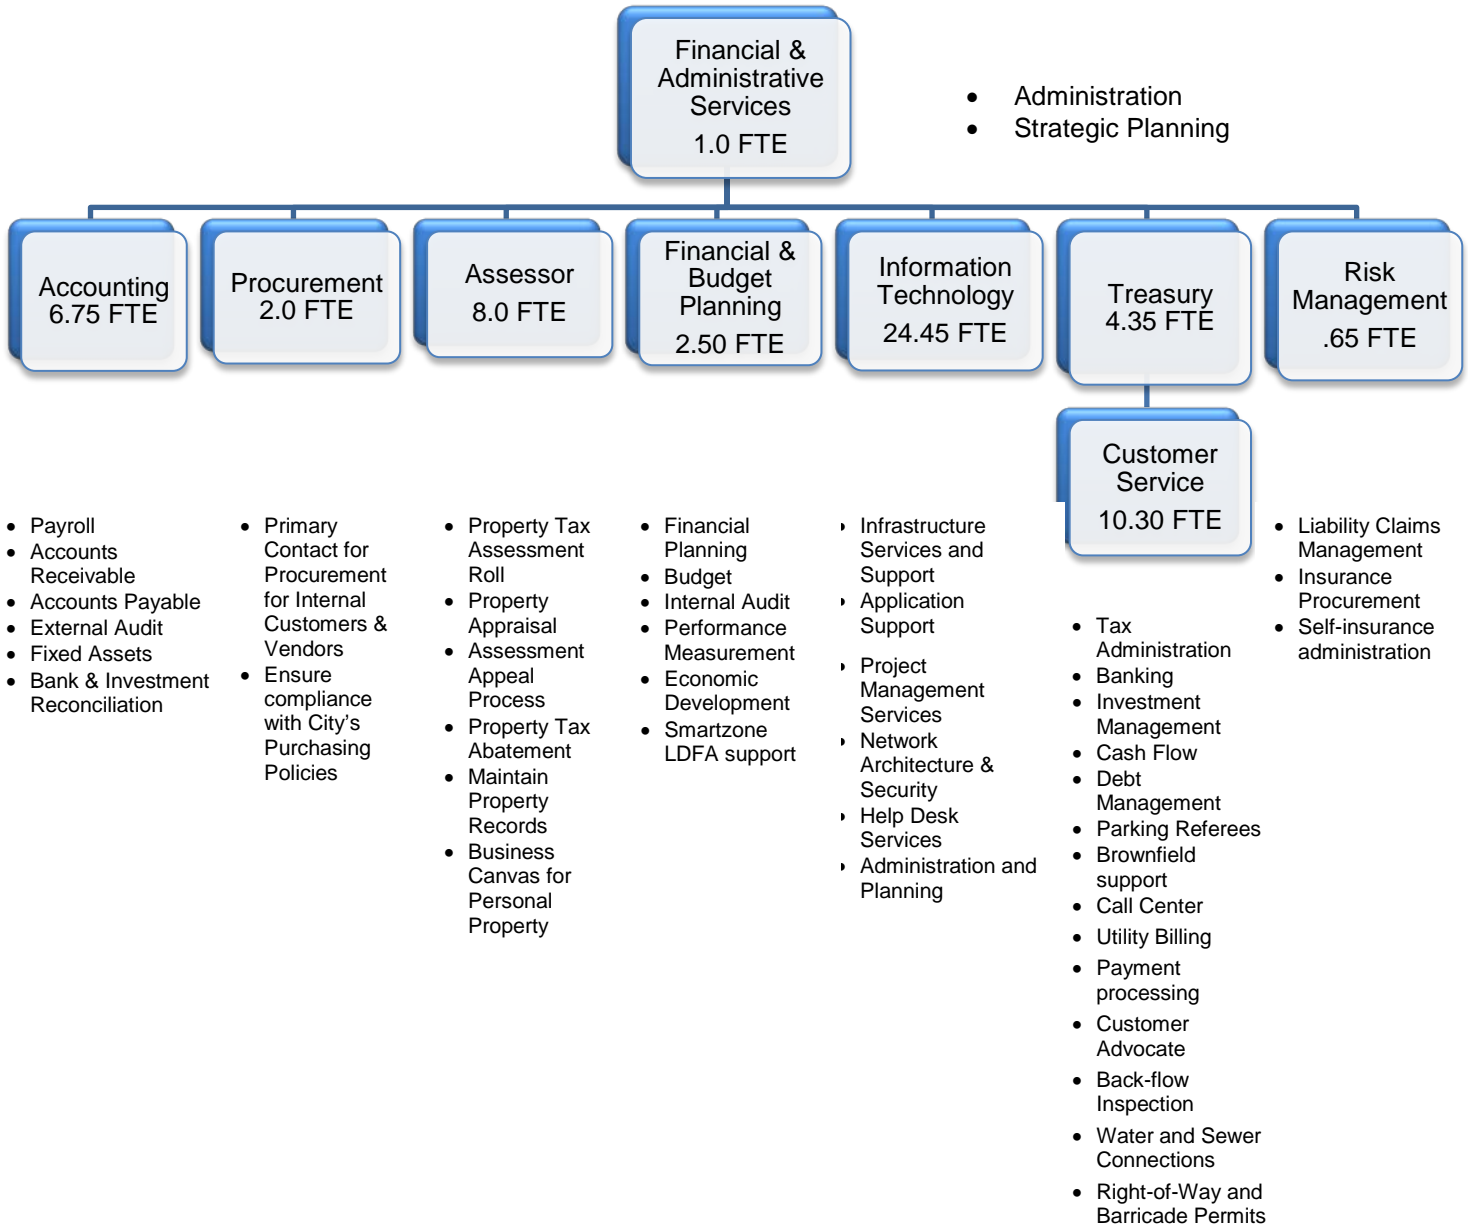 Financial &
Administrative
Services
1.0 FTE
• Administration
• Strategic Planning
Accounting
6.75 FTE
Procurement
2.0 FTE
Assessor
8.0 FTE
Financial &
Budget
Planning
2.50 FTE
Information
Technology
24.45 FTE
Treasury
4.35 FTE
Risk
Management
.65 FTE
Customer
Service
10.30 FTE
• Payroll
• Accounts
Receivable
• Accounts Payable
• External Audit
• Fixed Assets
• Bank & Investment
Reconciliation
• Primary
Contact for
Procurement
for Internal
Customers &
Vendors
• Ensure
compliance
with City’s
Purchasing
Policies
• Property Tax
Assessment
Roll
• Property
Appraisal
• Assessment
Appeal
Process
• Property Tax
Abatement
• Maintain
Property
Records
• Business
Canvas for
Personal
Property
• Financial
Planning
• Budget
• Internal Audit
• Performance
Measurement
• Economic
Development
• Smartzone
LDFA support
• Infrastructure
Services and
Support
• Application
Support
• Project
Management
Services
• Network
Architecture &
Security
• Help Desk
Services
• Administration and
Planning
• Tax
Administration
• Banking
• Investment
Management
• Cash Flow
• Debt
Management
• Parking Referees
• Brownfield
support
• Call Center
• Utility Billing
• Payment
processing
• Customer
Advocate
• Back-flow
Inspection
• Water and Sewer
Connections
• Right-of-Way and
Barricade Permits
• Liability Claims
Management
• Insurance
Procurement
• Self-insurance
administration